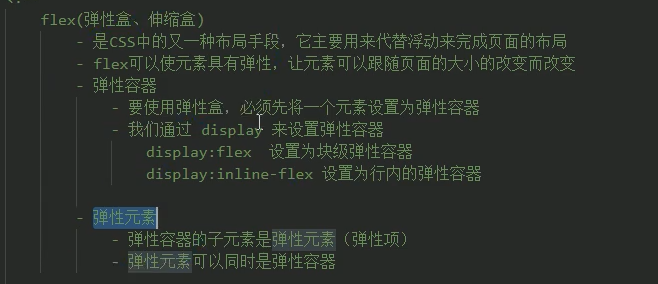 flex(弹性盒、伸缩盒)
- 是CSS中的又一种布局手段，它主要用来代替浮动来完成页面的布局
- flex可以使元素具有弹性，让元素可以跟随页面的大小的改变而改变
- 弹性容器
- 要使用弹性盒，必须先将一个元素设置为弹性容器
- 我们通过 display 来设置弹性容器
display:flex 设置为块级弹性容器
display:inline-flex 设置为行内的弹性容器
- 弹性元素
- 弹性容器的子元素是弹性元素（弹性项）
- 弹性元素可以同时是弹性容器